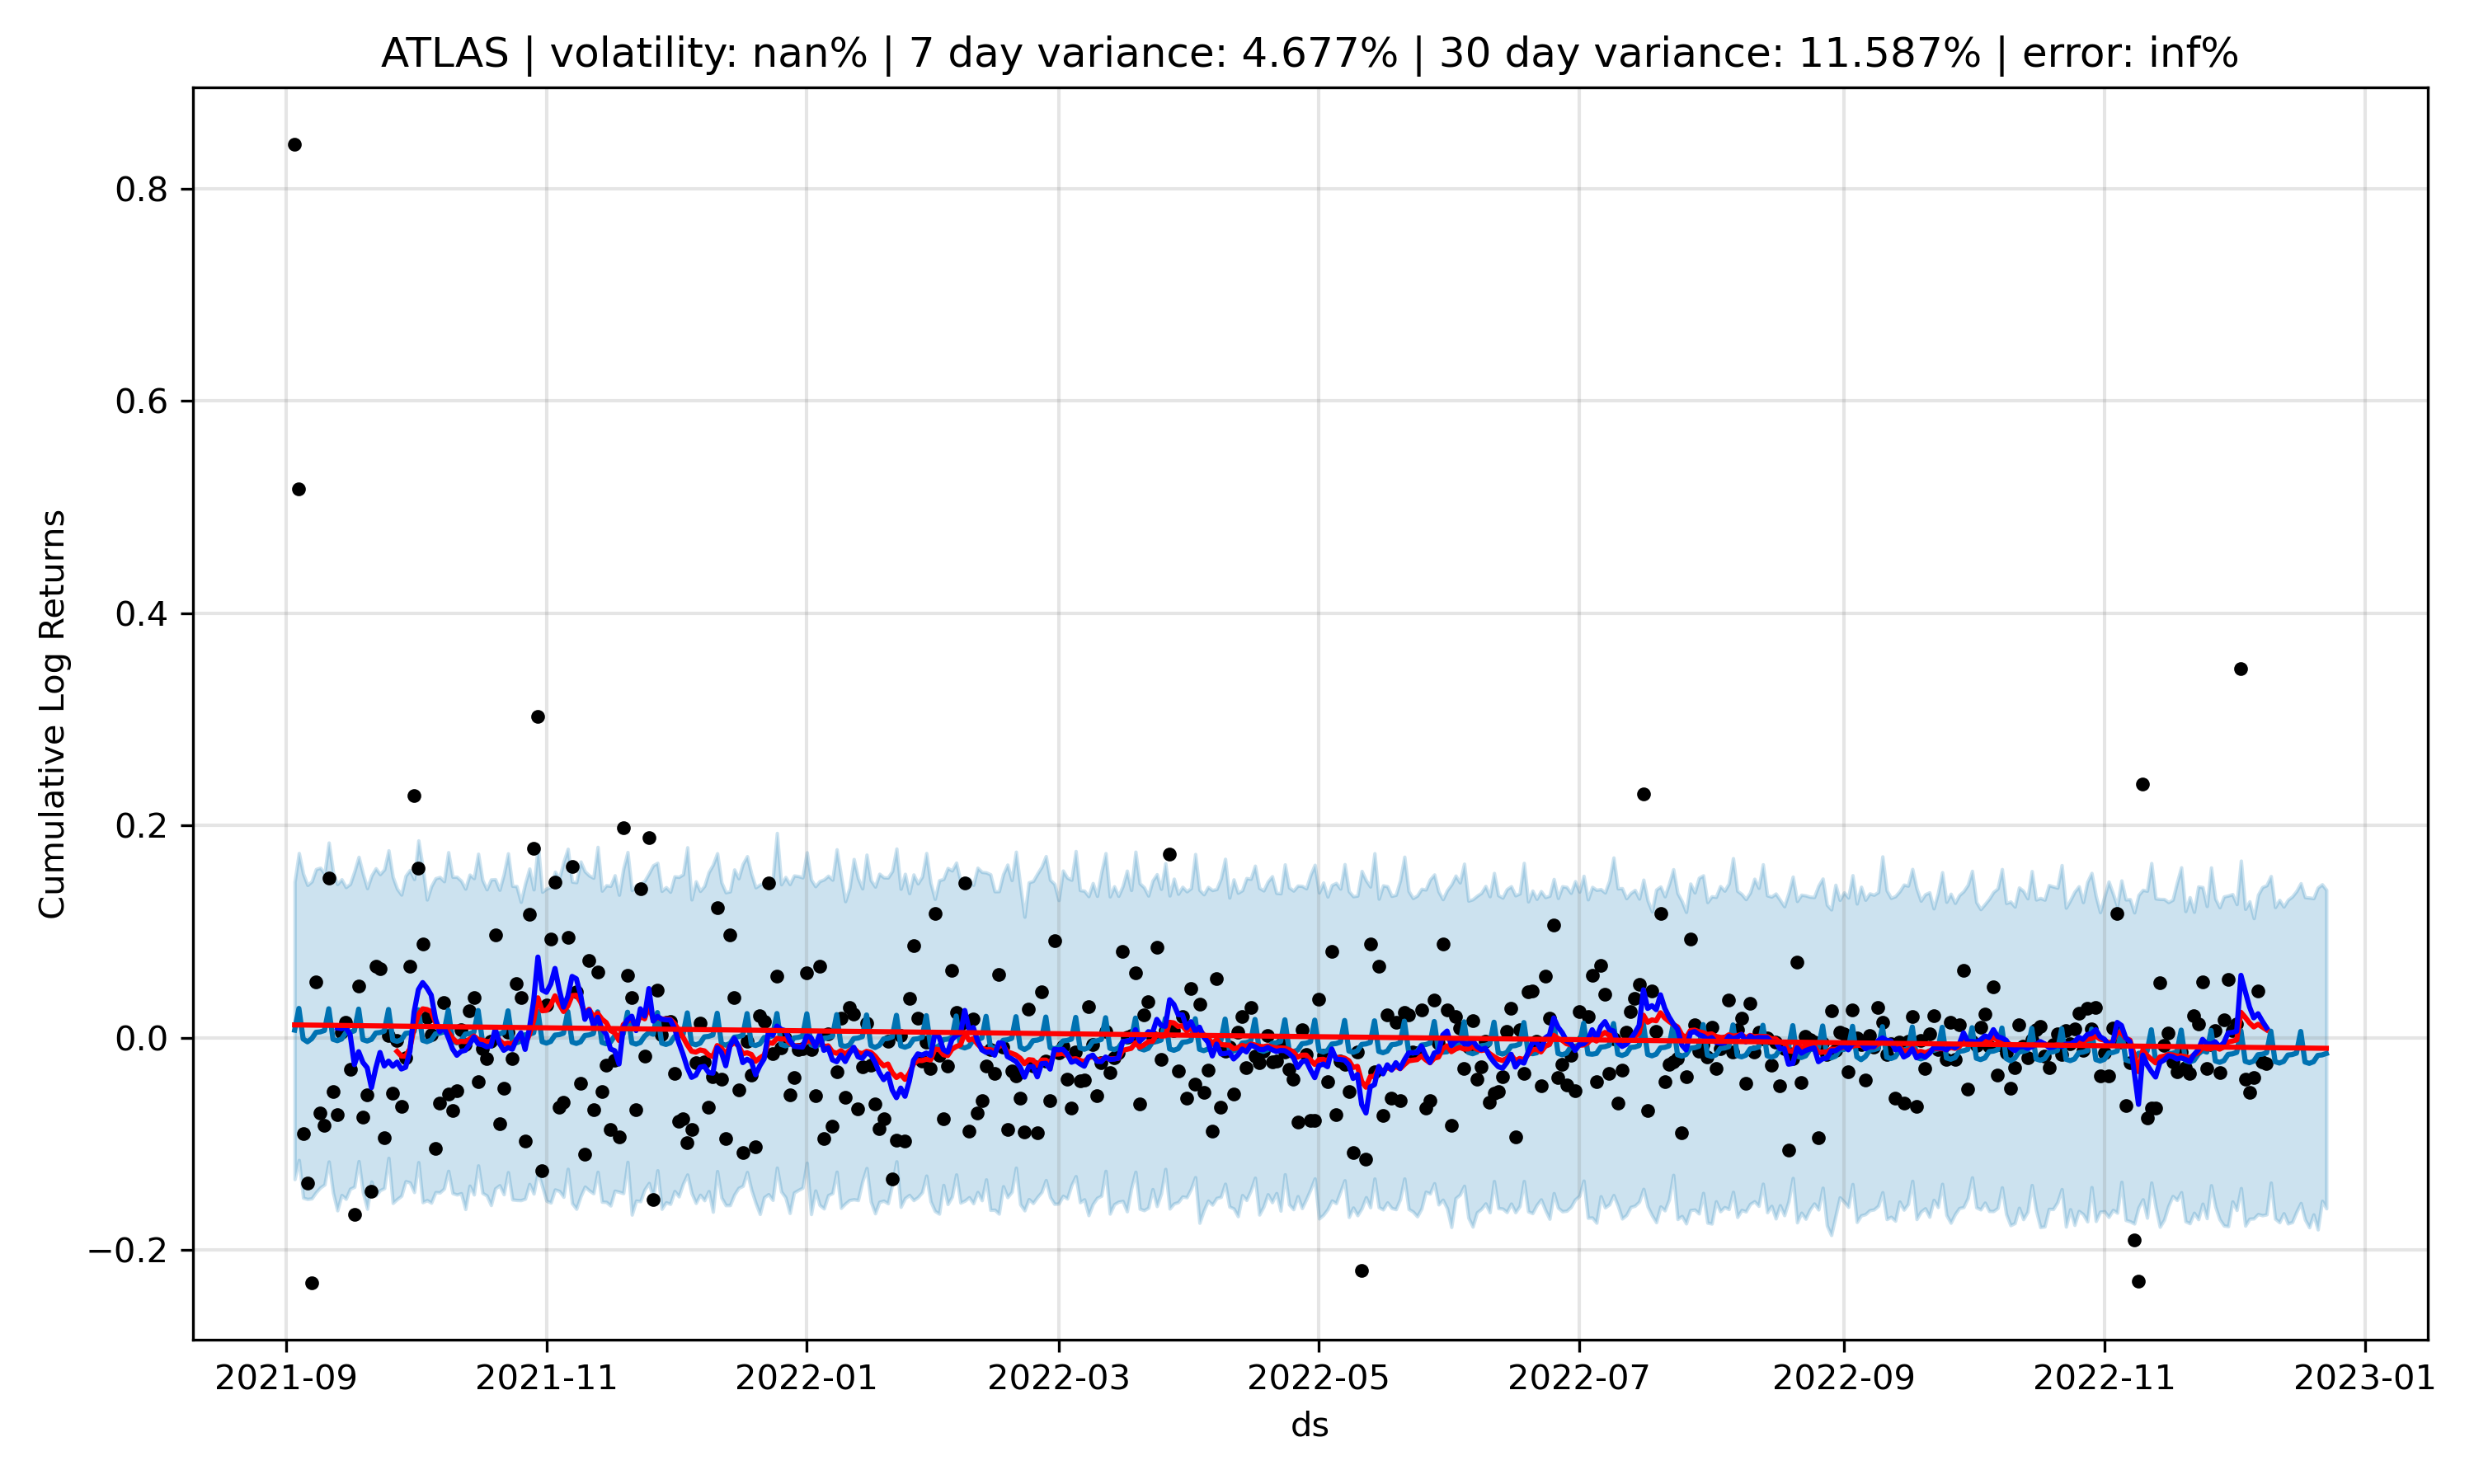 ATLAS | volatility: nan% | 7 day variance: 4.677% | 30 day variance: 11.587% | error: inf%
Cumulative Log Returns
0.8
0.6
0.4
0.2
0.0
−0.2
2021-09 2021-11 2022-01 2022-03 2022-05 2022-07 2022-09 2022-11 2023-01
ds